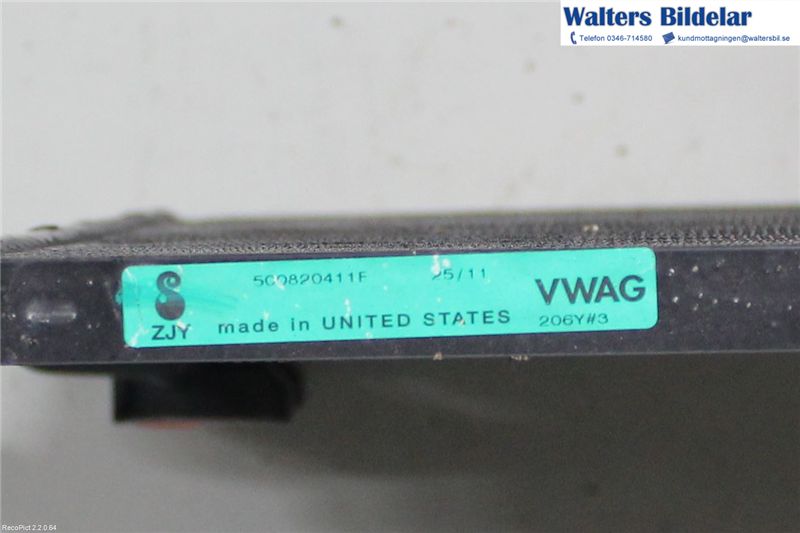 Walters Bildelar
Telefon 0346-714580 kundmottagningen@waltersbil.se
5C0820411F 25/11
VWAG
ZJY made in UNITED STATES 206Y#3
RecoPict 2.2.0.64